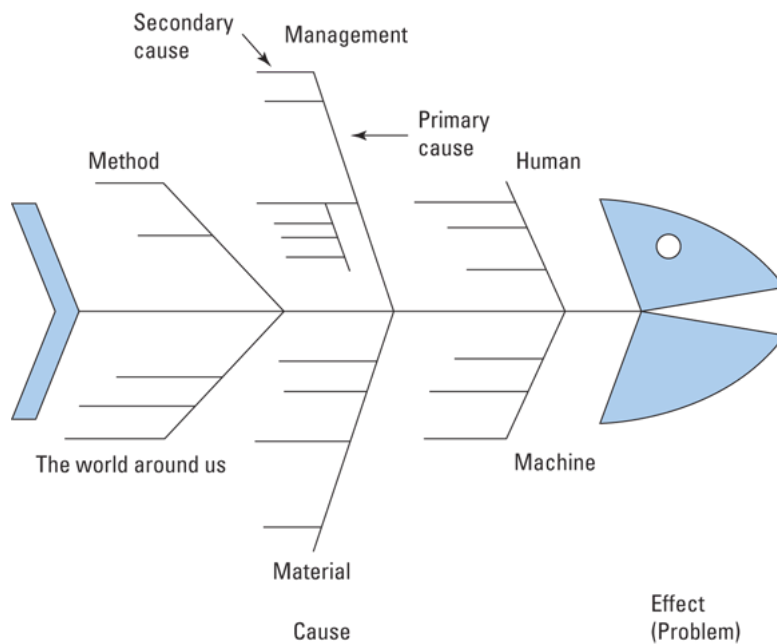 Secondary
cause
Management
Primary
cause
Method
Human
The world around us
Machine
Material
Cause
Effect
(Problem)